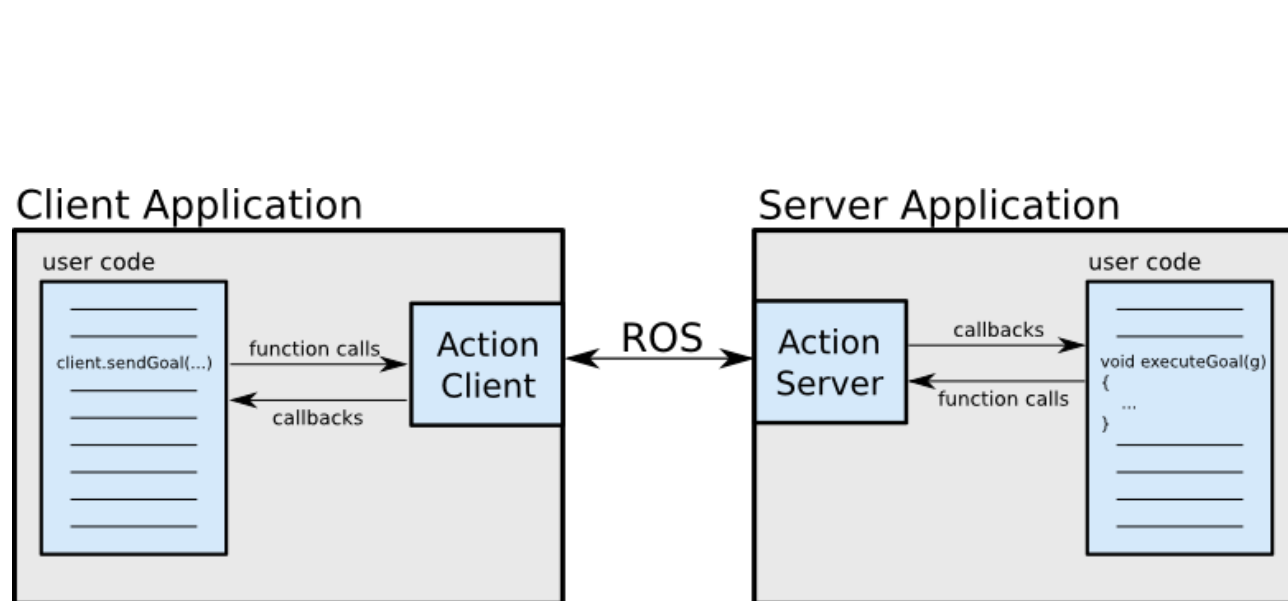 Client Application
user code
client.sendGoal(...)
function calls
callbacks
Action
Client
ROS
Server Application
Action
Server
callbacks
function calls
user code
void executeGoal(g)
{
...
}